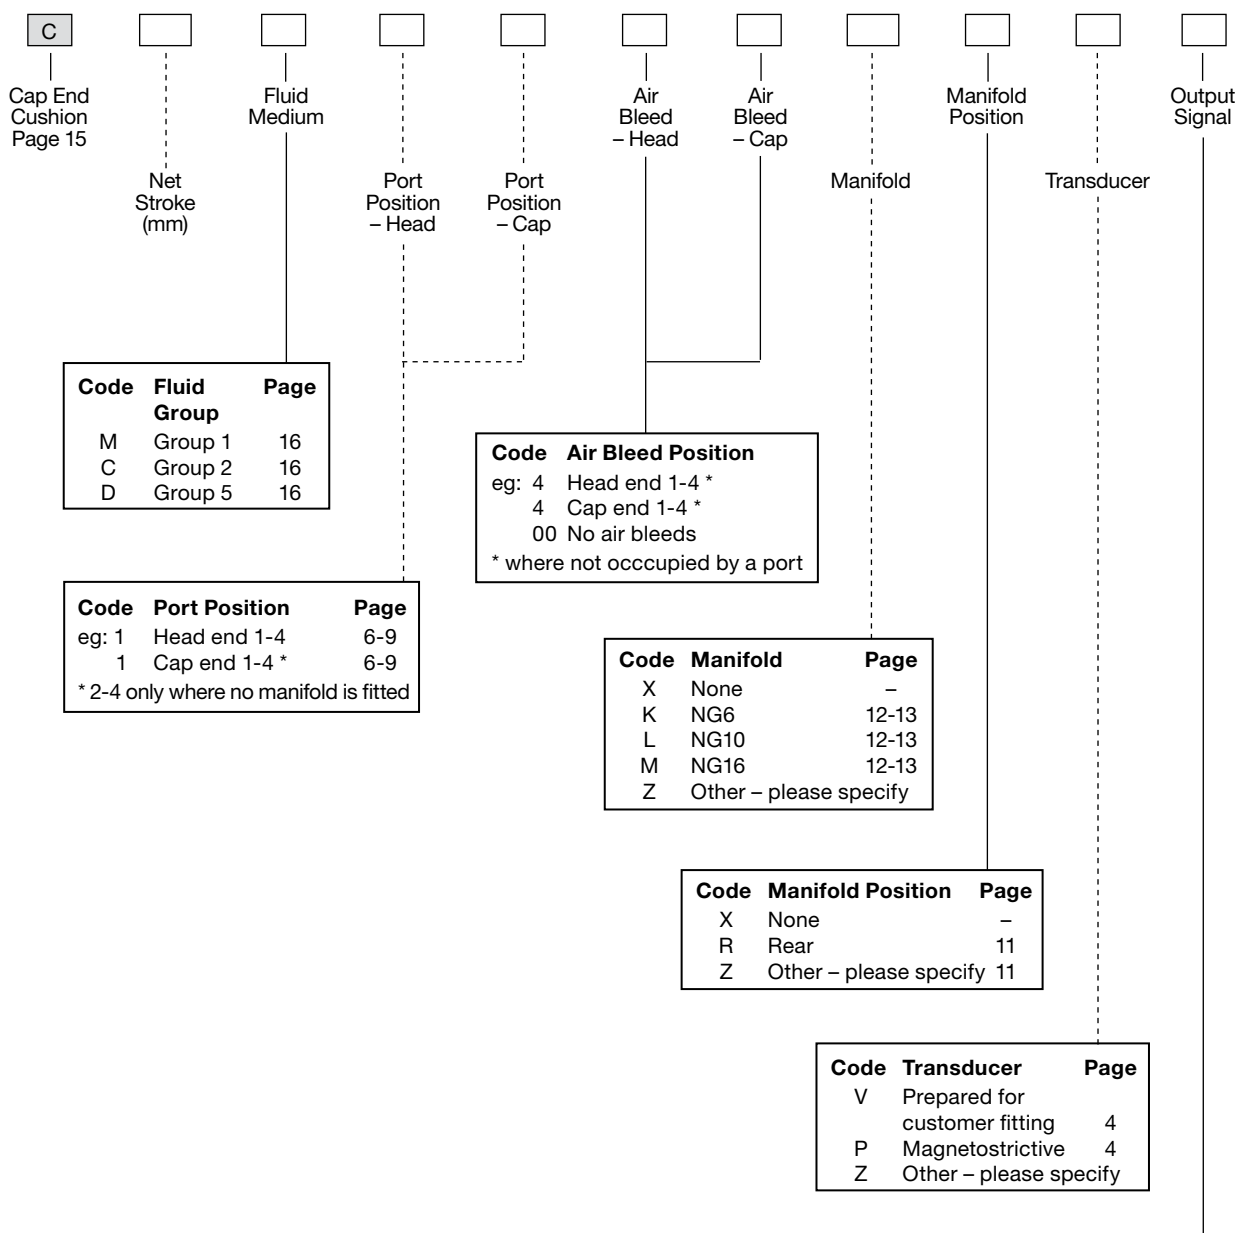 C
Cap End
Cushion
Page 15
Net
Stroke
(mm)
Fluid
Medium
Port
Position
– Head
Port
Position
– Cap
Air
Bleed
– Head
Air
Bleed
– Cap
Manifold
Manifold
Position
Transducer
Output
Signal
Code Fluid Group Page
M Group 1 16
C Group 2 16
D Group 5 16
Code Air Bleed Position
eg: 4 Head end 1-4 *
4 Cap end 1-4 *
00 No air bleeds
* where not occcupied by a port
Code Port Position Page
eg: 1 Head end 1-4 6-9
1 Cap end 1-4 * 6-9
* 2-4 only where no manifold is fitted
Code Manifold Page
X None –
K NG6 12-13
L NG10 12-13
M NG16 12-13
Z Other – please specify
Code Manifold Position Page
X None –
R Rear 11
Z Other – please specify 11
Code Transducer Page
V Prepared for
customer fitting 4
P Magnetostrictive 4
Z Other – please specify